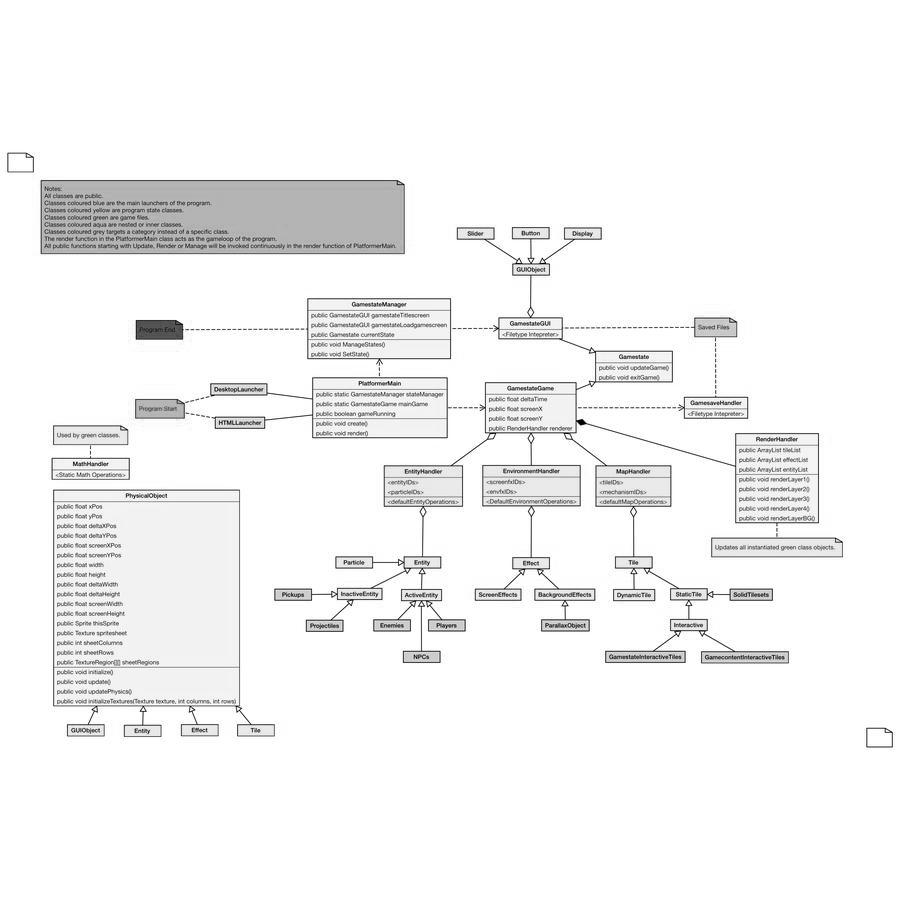 Notes:
All classes are public.
Classes coloured blue are the main launchers of the program.
Classes coloured yellow are program state classes.
Classes coloured green are game files.
Classes coloured aqua are nested or inner classes.
Classes coloured grey targets a category instead of a specific class.
The render function in the PlatformerMain class acts as the gameloop of the program.
All public functions starting with Update, Render or Manage will be invoked continuously in the render function of PlatformerMain.
Slider
Button
Display
GUIObject
GamestateManager
public GamestateGUI gamestateTitlescreen
public GamestateGUI gamestateLoadgamescreen
public Gamestate currentState
public void ManageStates()
public void SetState()
Program End
GamestateGUI
<Filetype Intepreter>
Saved Files
Gamestate
public void updateGame()
public void exitGame()
DesktopLauncher
HTMLLauncher
Program Start
PlatformerMain
public static GamestateManager stateManager
public static GamestateGame mainGame
public boolean gameRunning
public void create()
public void render()
GamestateGame
public float deltaTime
public float screenX
public float screenY
public RenderHandler renderer
GamesaveHandler
<Filetype Intepreter>
Used by green classes.
MathHandler
<Static Math Operations>
RenderHandler
public ArrayList tileList
public ArrayList effectList
public ArrayList entityList
public void renderLayer1()
public void renderLayer2()
public void renderLayer3()
public void renderLayer4()
public void renderLayerBG()
Updates all instantiated green class objects.
EntityHandler
<entityIDs>
<particleIDs>
<defaultEntityOperations>
EnvironmentHandler
<screenfxIDs>
<envfxIDs>
<DefaultEnvironmentOperations>
MapHandler
<tileIDs>
<mechanismIDs>
<defaultMapOperations>
PhysicalObject
public float xPos
public float yPos
public float deltaXPos
public float deltaYPos
public float screenXPos
public float screenYPos
public float width
public float height
public float deltaWidth
public float deltaHeight
public float screenWidth
public float screenHeight
public Sprite thisSprite
public Texture spritesheet
public int sheetColumns
public int sheetRows
public TextureRegion[][] sheetRegions
public void initialize()
public void update()
public void updatePhysics()
public void initializeTextures(Texture texture, int columns, int rows)
GUIObject
Entity
Effect
Tile
Particle
Entity
Pickups
InactiveEntity
ActiveEntity
Projectiles
Enemies
Players
NPCs
Effect
ScreenEffects
BackgroundEffects
ParallaxObject
Tile
DynamicTile
StaticTile
SolidTilesets
Interactive
GamestateInteractiveTiles
GamecontentInteractiveTiles